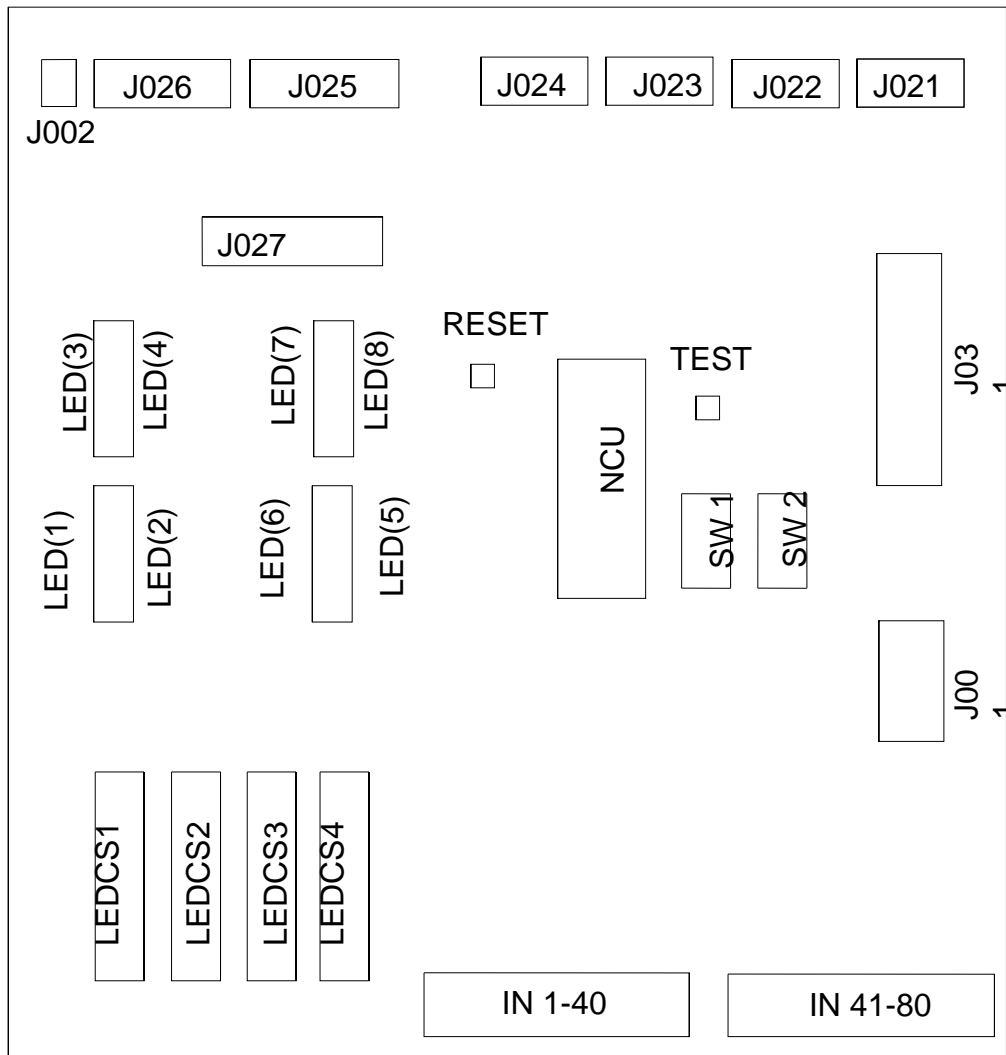 J026
J025
J024
J023
J022
J021
J002
J027
RESET
TEST
LED(3)
LED(4)
LED(7)
LED(8)
J03
1
NCU
LED(1)
LED(2)
LED(6)
LED(5)
SW 1
SW 2
J00
1
LEDCS1
LEDCS2
LEDCS3
LEDCS4
IN 1-40
IN 41-80